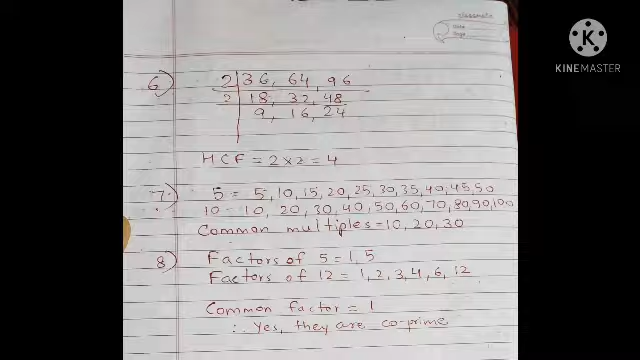 classmate
Date
Page
KINEMASTER
6) 2 | 36, 64, 96
2 | 18, 32, 48
9, 16, 24
HCF = 2×2 = 4
7) 5 = 5, 10, 15, 20, 25, 30, 35, 40, 45, 50
10 = 10, 20, 30, 40, 50, 60, 70, 80, 90, 100
Common multiples = 10, 20, 30
8) Factors of 5 = 1, 5
Factors of 12 = 1, 2, 3, 4, 6, 12
Common factor = 1
∴ Yes, they are co-prime